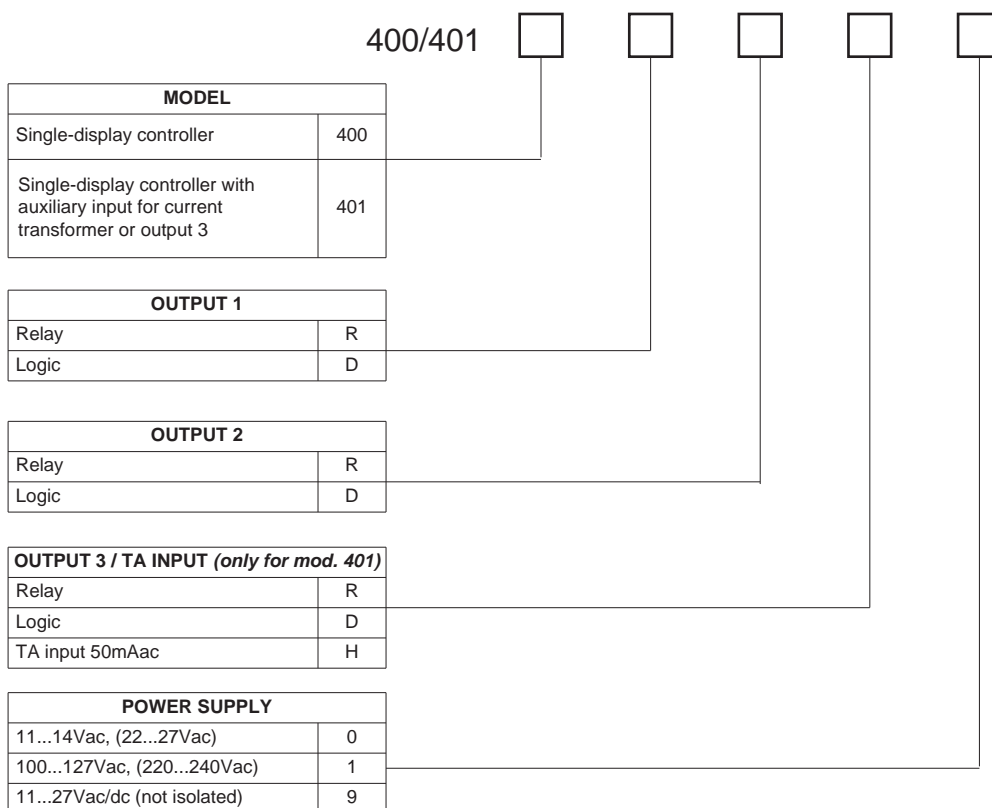 400/401
MODEL
Single-display controller 400
Single-display controller with
auxiliary input for current
transformer or output 3
401
OUTPUT 1
Relay R
Logic D
OUTPUT 2
Relay R
Logic D
OUTPUT 3 / TA INPUT (only for mod. 401)
Relay R
Logic D
TA input 50mAac H
POWER SUPPLY
11...14Vac, (22...27Vac) 0
100...127Vac, (220...240Vac) 1
11...27Vac/dc (not isolated) 9